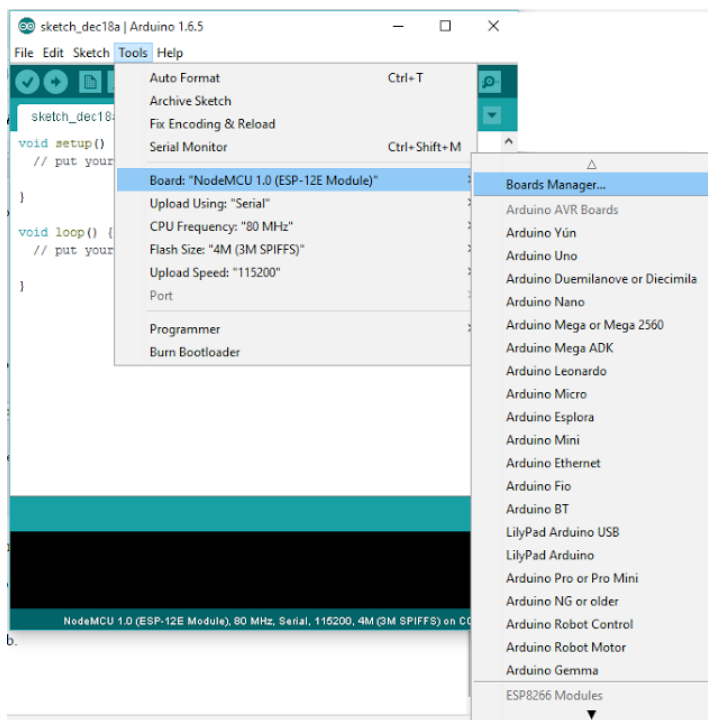 sketch_dec18a | Arduino 1.6.5
File Edit Sketch Tools Help
sketch_dec18
void setup()
// put your
}
void loop() {
// put your
}
Auto Format Ctrl+T
Archive Sketch
Fix Encoding & Reload
Serial Monitor Ctrl+Shift+M
Board: "NodeMCU 1.0 (ESP-12E Module)"
Upload Using: "Serial"
CPU Frequency: "80 MHz"
Flash Size: "4M (3M SPIFFS)"
Upload Speed: "115200"
Port
Programmer
Burn Bootloader
Boards Manager...
Arduino AVR Boards
Arduino Yún
Arduino Uno
Arduino Duemilanove or Diecimila
Arduino Nano
Arduino Mega or Mega 2560
Arduino Mega ADK
Arduino Leonardo
Arduino Micro
Arduino Esplora
Arduino Mini
Arduino Ethernet
Arduino Fio
Arduino BT
LilyPad Arduino USB
LilyPad Arduino
Arduino Pro or Pro Mini
Arduino NG or older
Arduino Robot Control
Arduino Robot Motor
Arduino Gemma
ESP8266 Modules
NodeMCU 1.0 (ESP-12E Module), 80 MHz, Serial, 115200, 4M (3M SPIFFS) on CO
b.